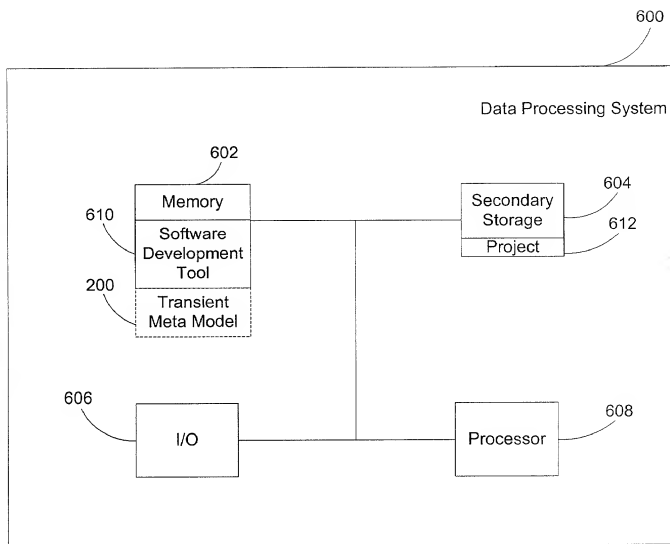 600
Data Processing System
602
Memory
610
Software
Development
Tool
200
Transient
Meta Model
Secondary
Storage
604
612
Project
606
I/O
Processor
608